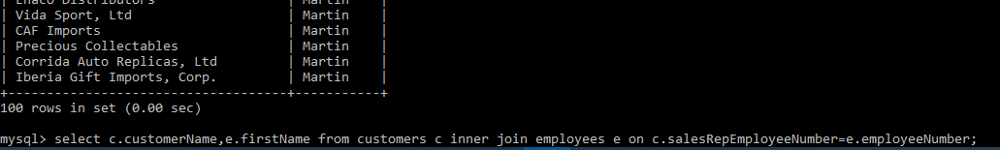 | Enaco Distributors | Martin |
| Vida Sport, Ltd | Martin |
| CAF Imports | Martin |
| Precious Collectables | Martin |
| Corrida Auto Replicas, Ltd | Martin |
| Iberia Gift Imports, Corp. | Martin |
+------------------------------------+-----------+
100 rows in set (0.00 sec)
mysql> select c.customerName,e.firstName from customers c inner join employees e on c.salesRepEmployeeNumber=e.employeeNumber;